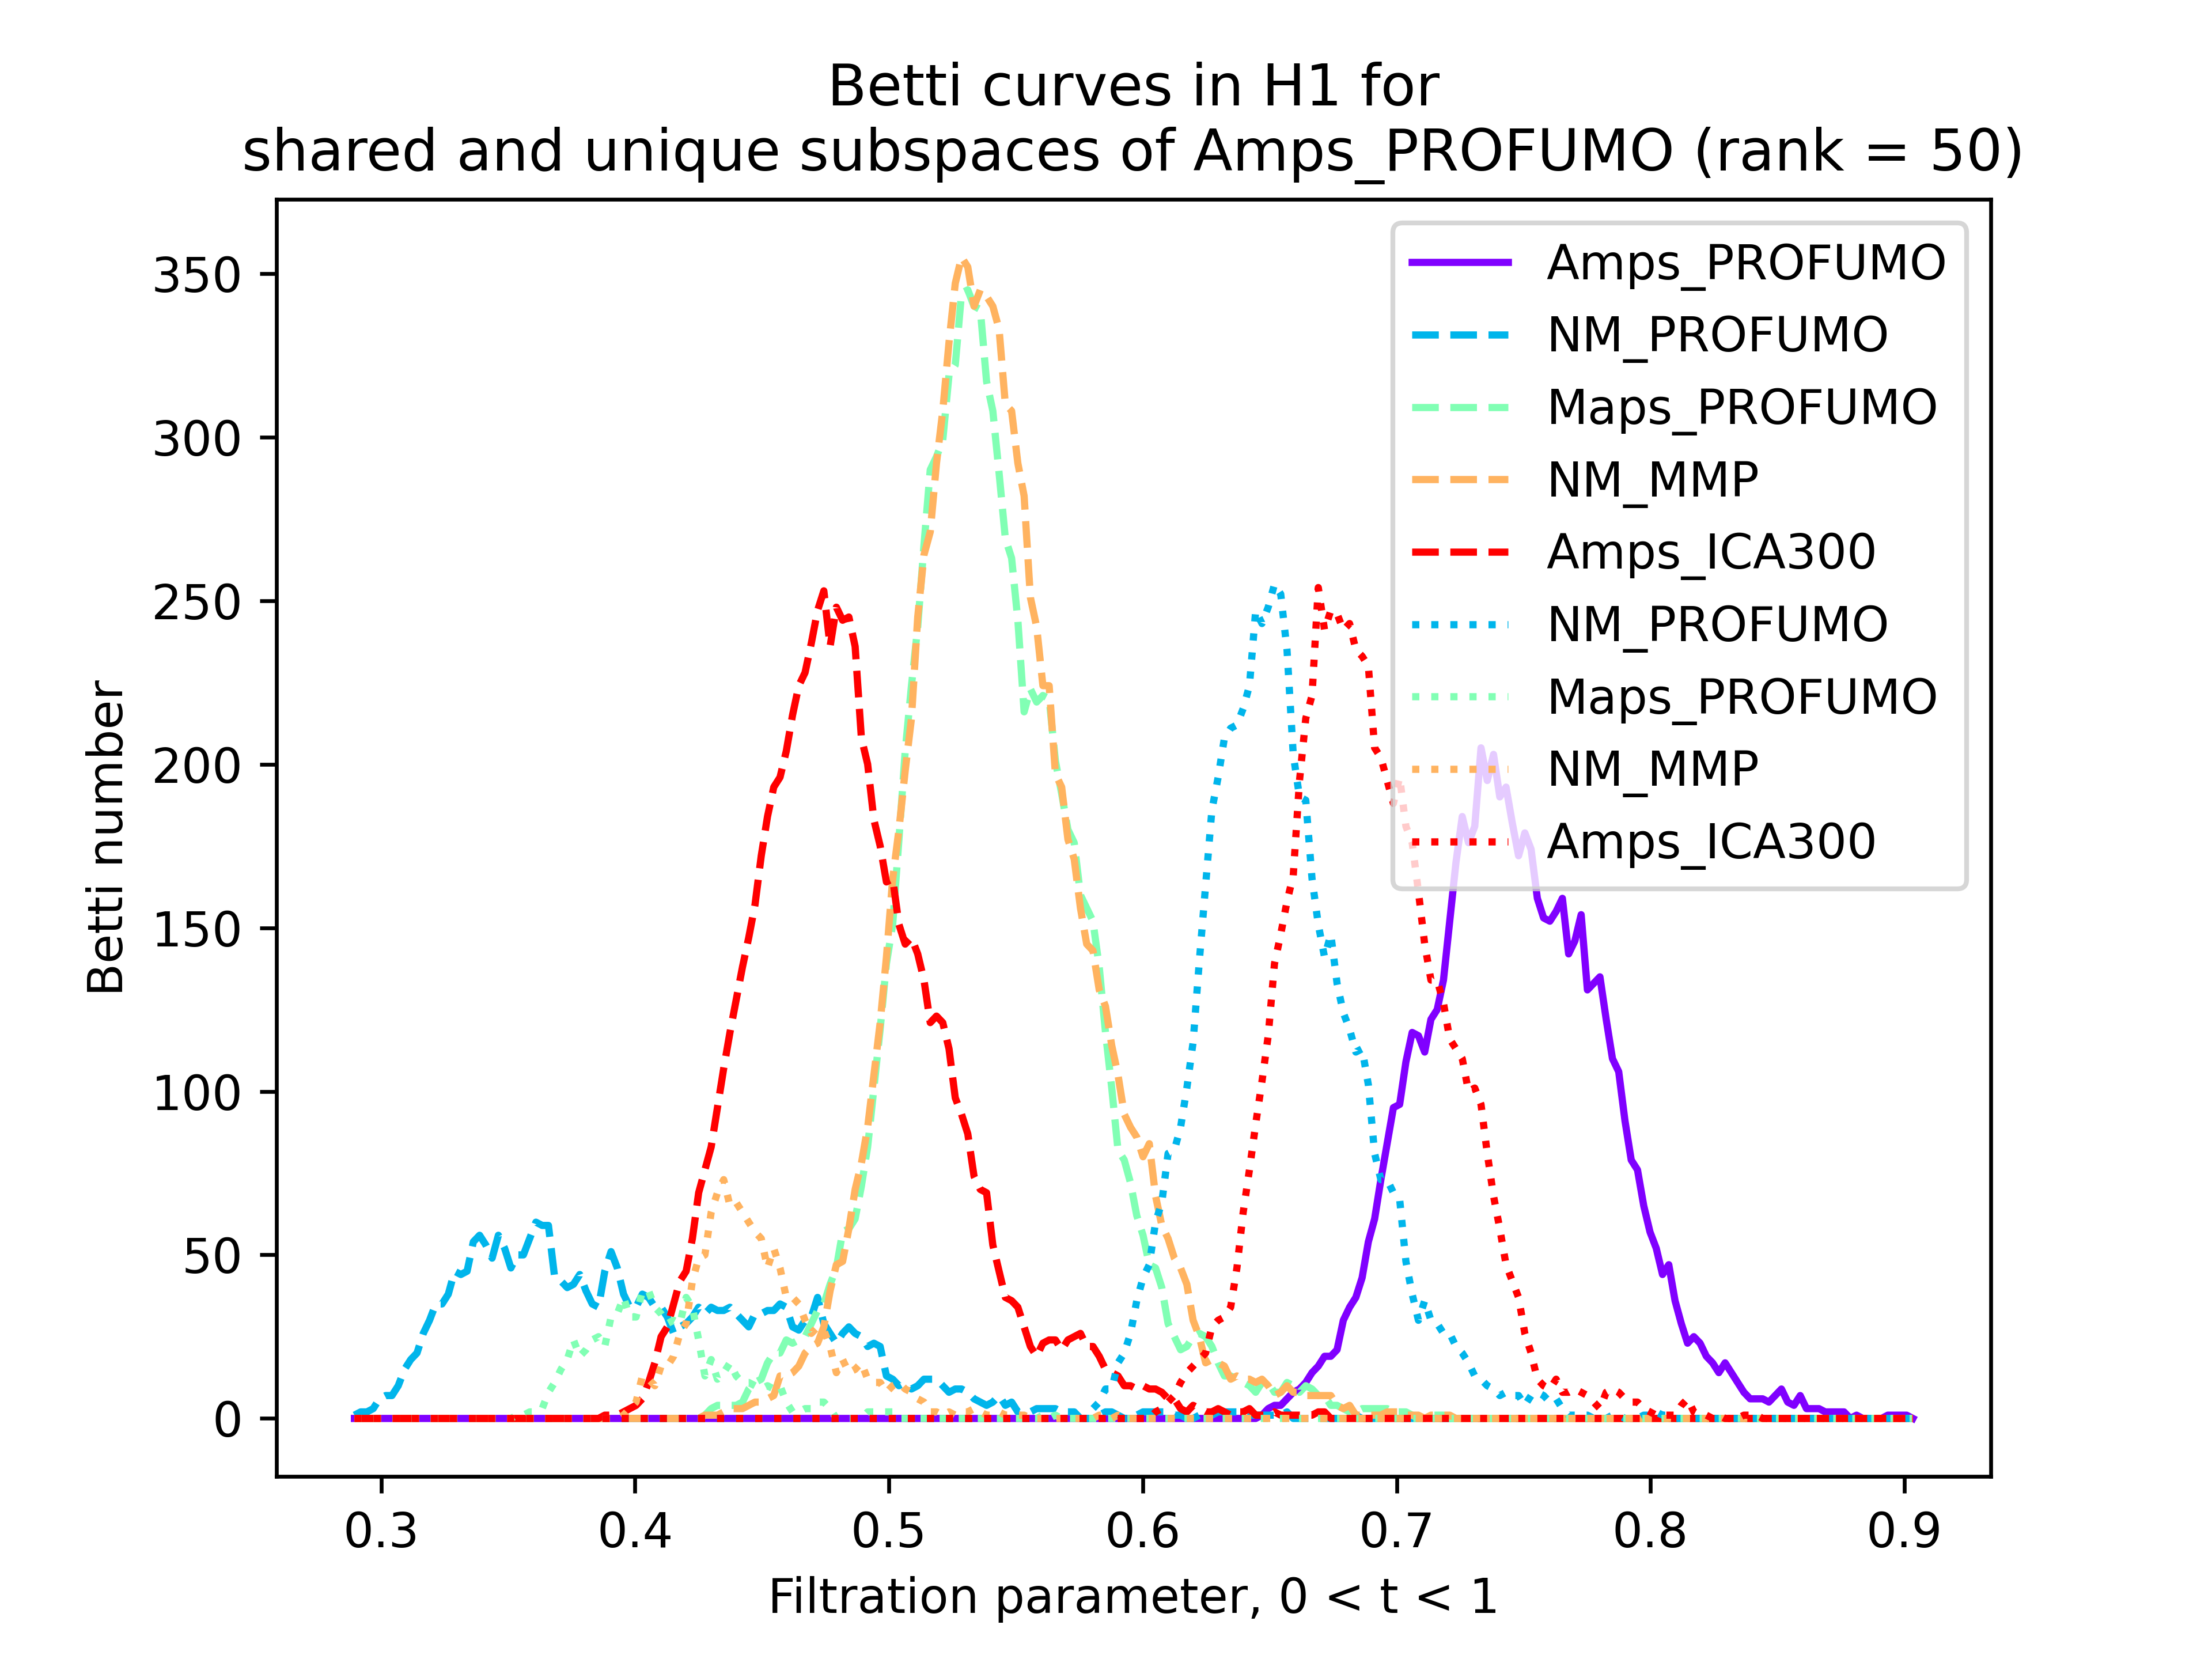 Betti curves in H1 for
shared and unique subspaces of Amps_PROFUMO (rank = 50)
Amps_PROFUMO
NM_PROFUMO
Maps_PROFUMO
NM_MMP
Amps_ICA300
NM_PROFUMO
Maps_PROFUMO
NM_MMP
Amps_ICA300
Betti number
350
300
250
200
150
100
50
0
0.3 0.4 0.5 0.6 0.7 0.8 0.9
Filtration parameter, 0 < t < 1